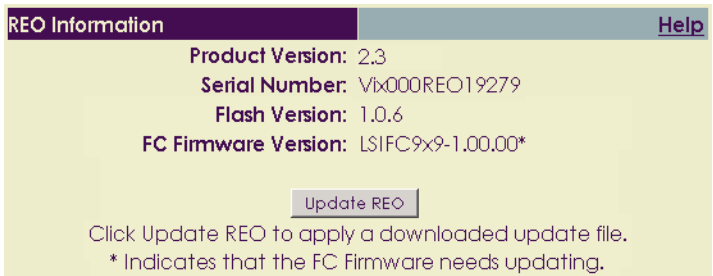 REO Information Help
Product Version: 2.3
Serial Number: Vix000REO19279
Flash Version: 1.0.6
FC Firmware Version: LSIFC9x9-1.00.00*
Update REO
Click Update REO to apply a downloaded update file.
* Indicates that the FC Firmware needs updating.